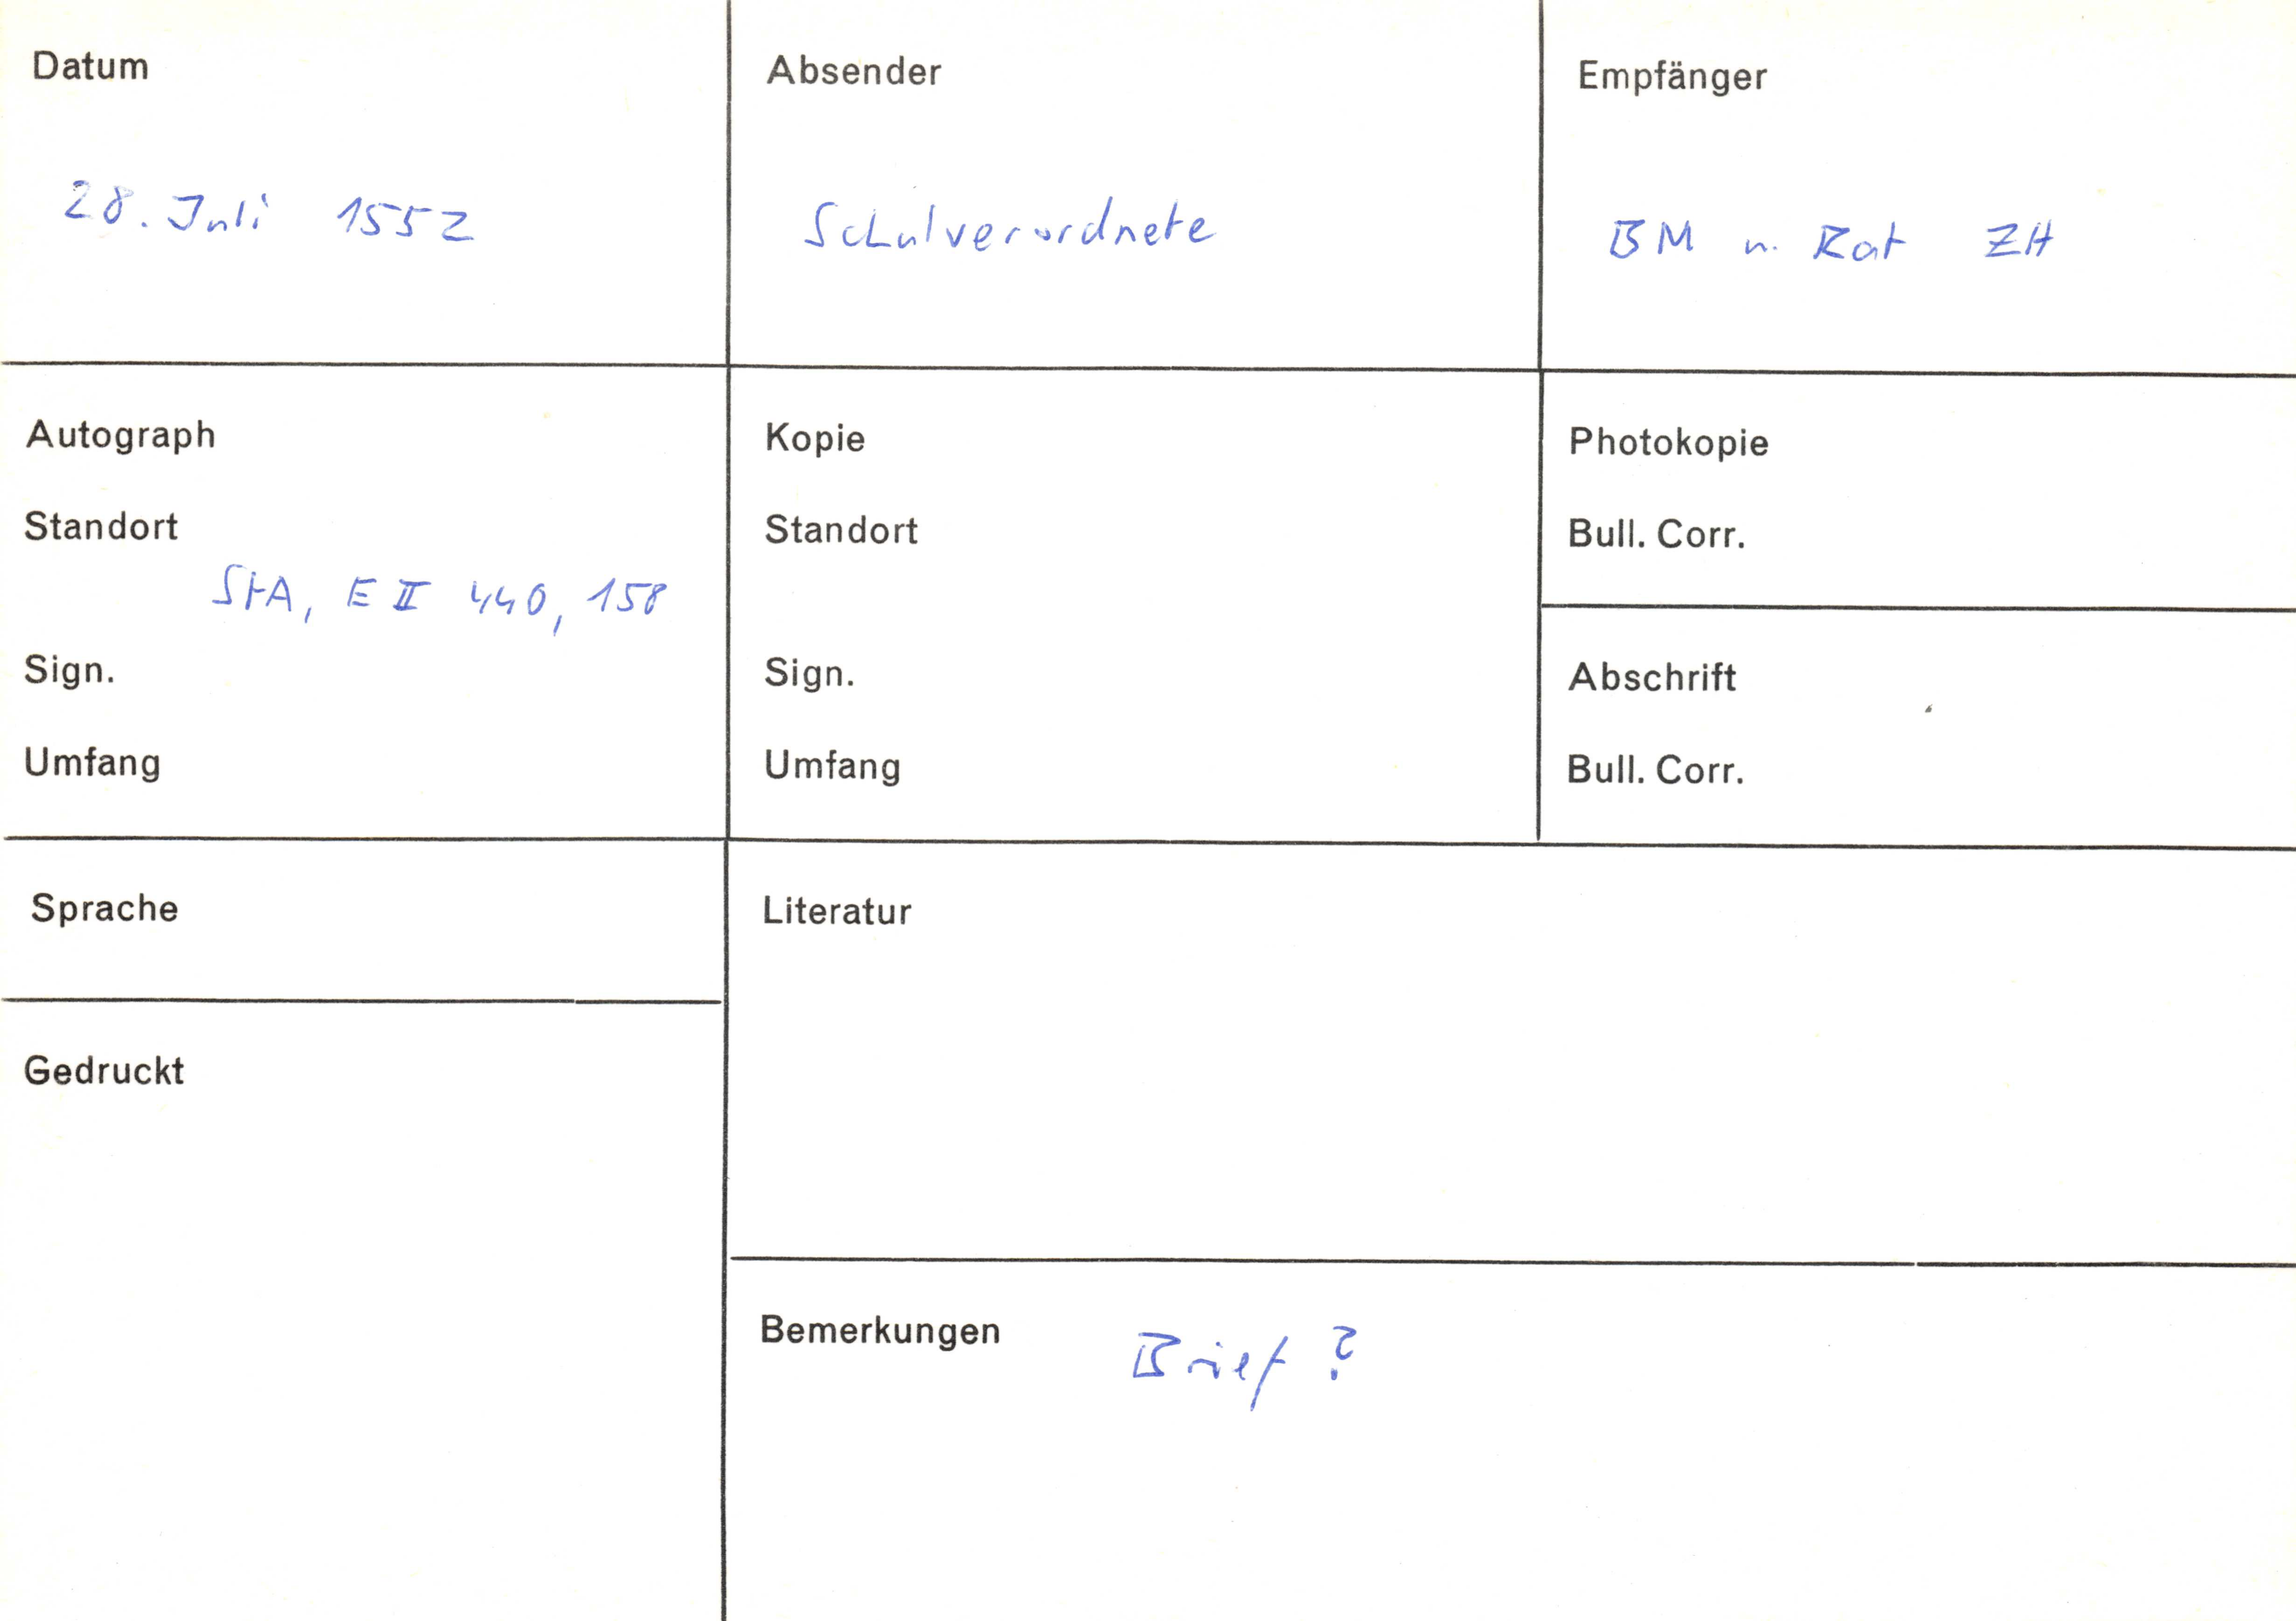 Datum
28. Juli 1552
Absender
Schulverordnete
Empfänger
BM u. Rat ZH
Autograph
Standort
StA, E II 440, 158
Sign.
Umfang
Kopie
Standort
Sign.
Umfang
Photokopie
Bull. Corr.
Abschrift
Bull. Corr.
Sprache
Gedruckt
Literatur
Bemerkungen Brief ?